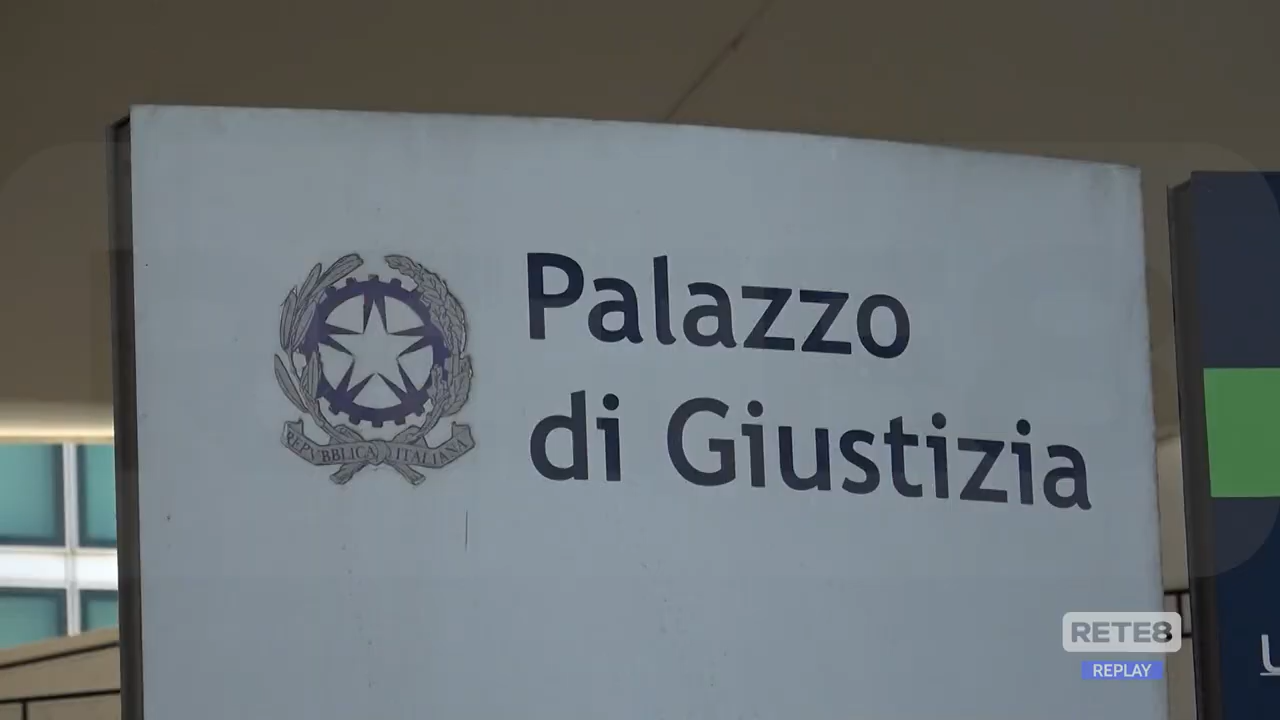 Palazzo
di Giustizia
REPVBBLICA ITALIANA
RETE8
REPLAY